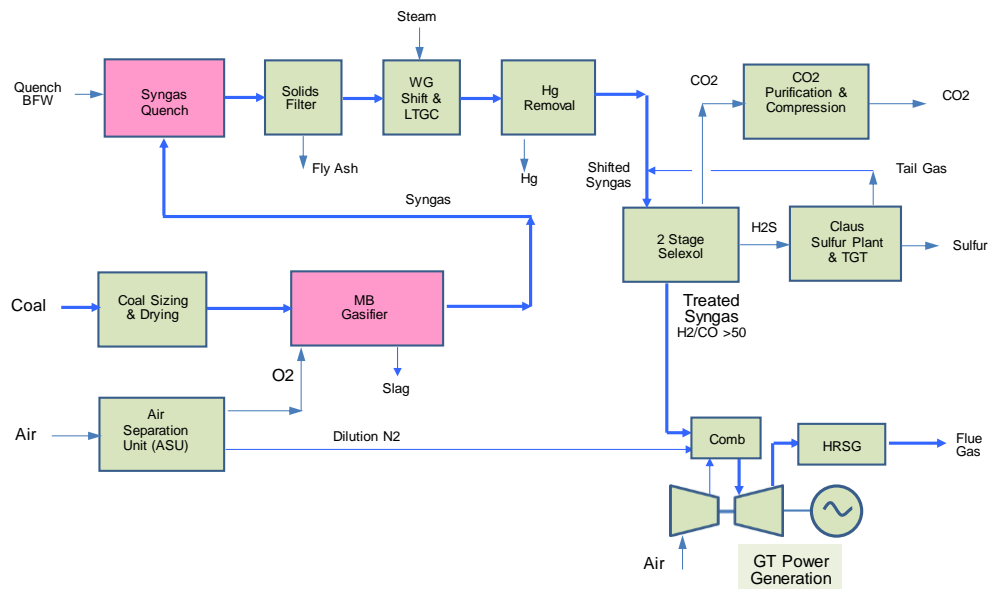 Steam
Quench
BFW
Syngas
Quench
Solids
Filter
WG
Shift &
LTGC
Hg
Removal
CO2
CO2
Purification &
Compression
CO2
Fly Ash
Hg
Shifted
Syngas
Tail Gas
Syngas
2 Stage
Selexol
H2S
Claus
Sulfur Plant
& TGT
Sulfur
Coal
Coal Sizing
& Drying
MB
Gasifier
Treated
Syngas
H2/CO >50
O2
Slag
Air
Air
Separation
Unit (ASU)
Dilution N2
Comb
HRSG
Flue
Gas
Air
GT Power
Generation